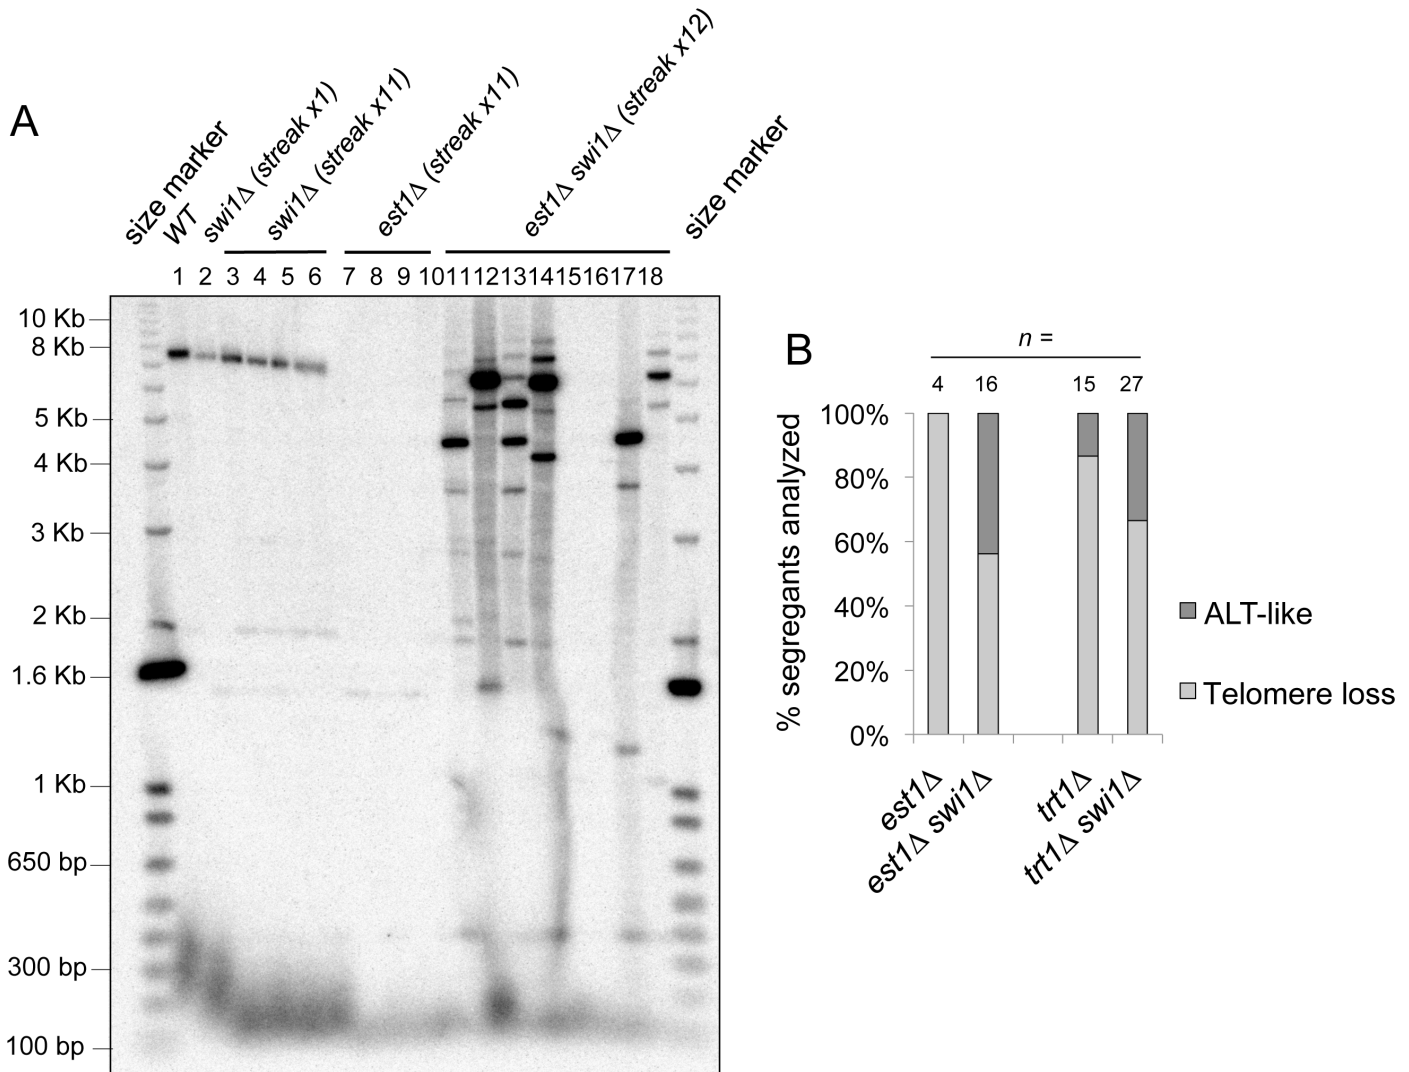 A
size marker
WT
swi1Δ (streak x1)
swi1Δ (streak x11)
est1Δ (streak x11)
est1Δ swi1Δ (streak x12)
size marker
1 2 3 4 5 6 7 8 9 10 11 12 13 14 15 16 17 18
10 Kb
8 Kb
5 Kb
4 Kb
3 Kb
2 Kb
1.6 Kb
1 Kb
650 bp
300 bp
100 bp
B
n =
4 16 15 27
% segregants analyzed
100%
80%
60%
40%
20%
0%
est1Δ
est1Δ swi1Δ
trt1Δ
trt1Δ swi1Δ
ALT-like
Telomere loss